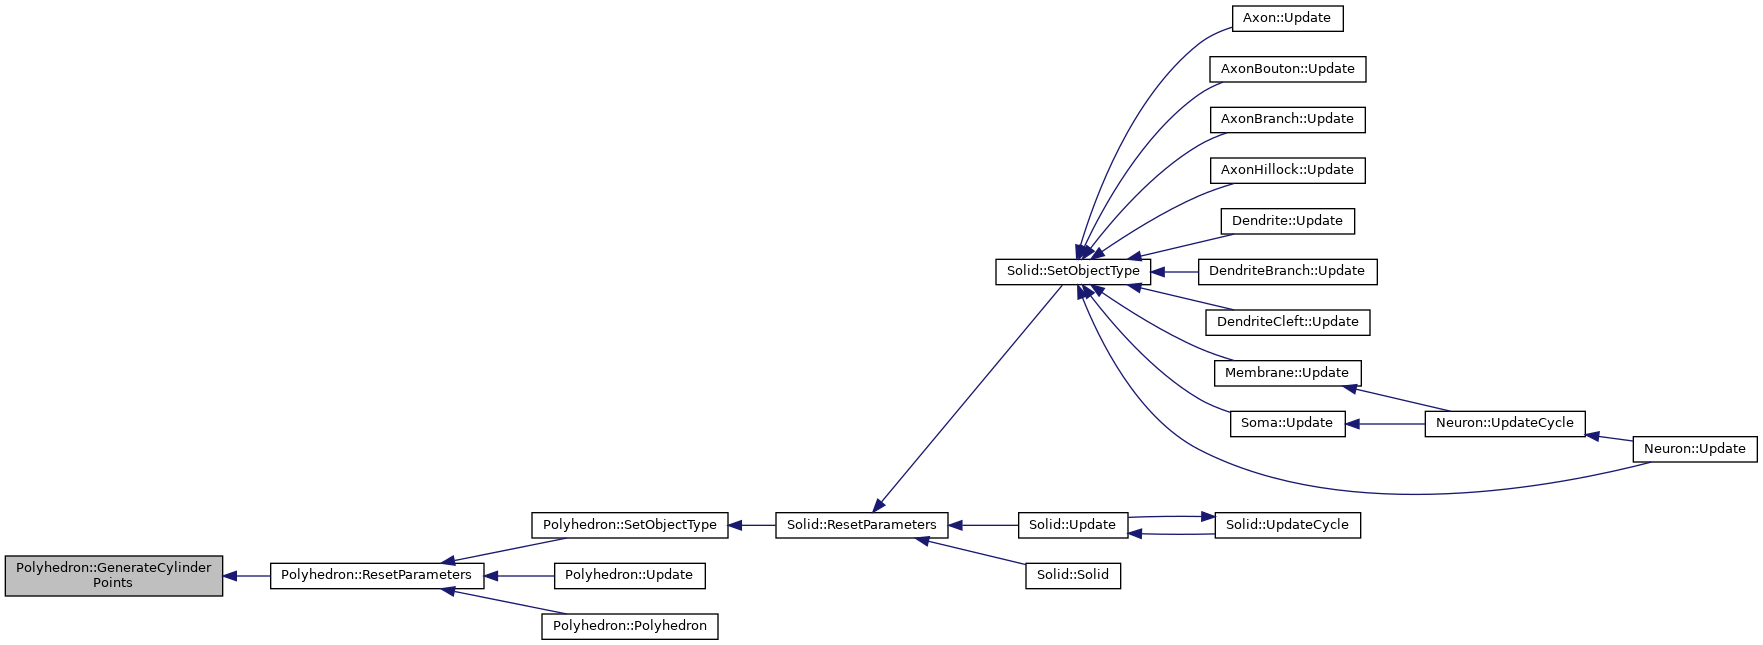 Axon::Update
AxonBouton::Update
AxonBranch::Update
AxonHillock::Update
Dendrite::Update
Solid::SetObjectType
DendriteBranch::Update
DendriteCleft::Update
Membrane::Update
Soma::Update
Neuron::UpdateCycle
Neuron::Update
Polyhedron::SetObjectType
Solid::ResetParameters
Solid::Update
Solid::UpdateCycle
Polyhedron::GenerateCylinder
Points
Polyhedron::ResetParameters
Polyhedron::Update
Solid::Solid
Polyhedron::Polyhedron